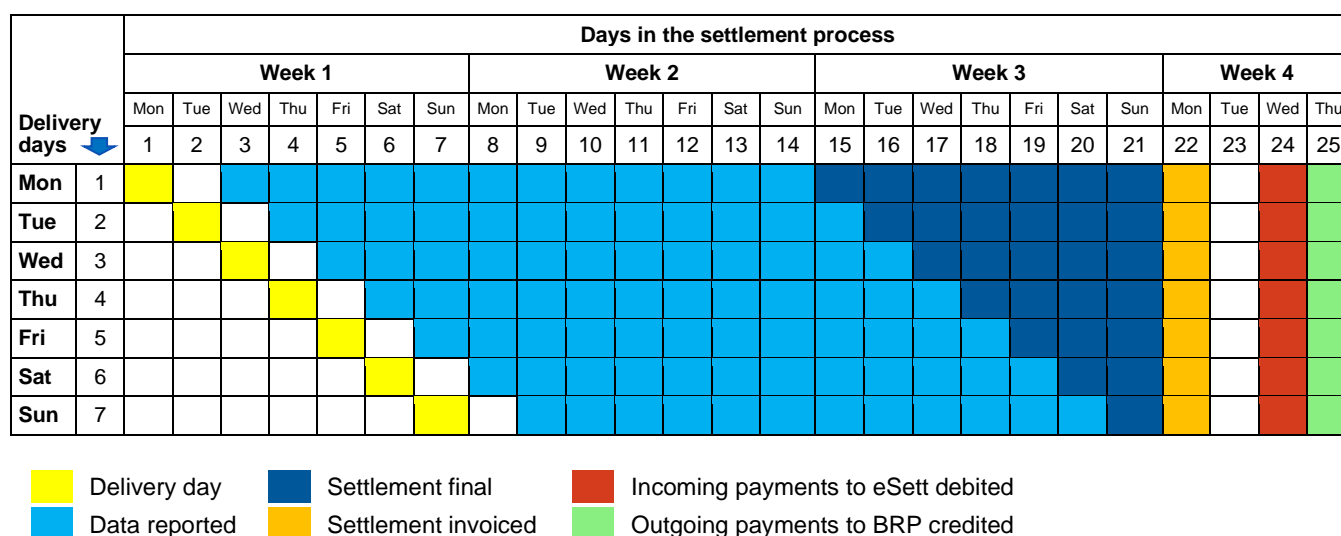 Days in the settlement process
Week 1 Week 2 Week 3 Week 4
Delivery days
Mon Tue Wed Thu Fri Sat Sun Mon Tue Wed Thu Fri Sat Sun Mon Tue Wed Thu Fri Sat Sun Mon Tue Wed Thu
1 2 3 4 5 6 7 8 9 10 11 12 13 14 15 16 17 18 19 20 21 22 23 24 25
Mon 1
Tue 2
Wed 3
Thu 4
Fri 5
Sat 6
Sun 7
Delivery day Settlement final Incoming payments to eSett debited
Data reported Settlement invoiced Outgoing payments to BRP credited